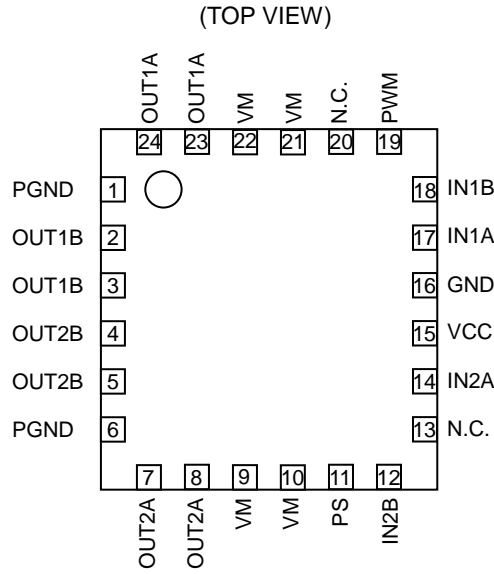 (TOP VIEW)
OUT1A
OUT1A
VM
VM
N.C.
PWM
24 23 22 21 20 19
PGND 1
OUT1B 2
OUT1B 3
OUT2B 4
OUT2B 5
PGND 6
18 IN1B
17 IN1A
16 GND
15 VCC
14 IN2A
13 N.C.
7 8 9 10 11 12
OUT2A
OUT2A
VM
VM
PS
IN2B